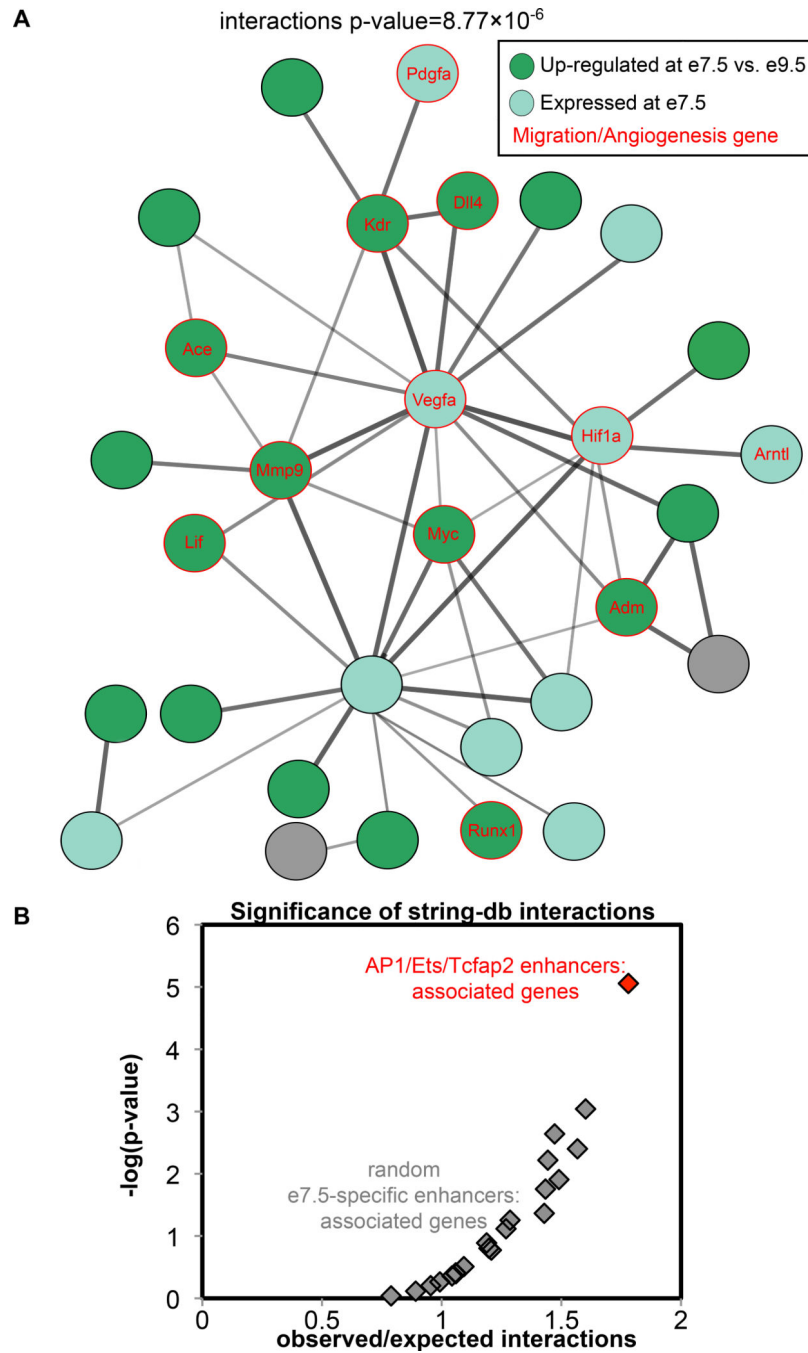 A
interactions p-value=8.77×10⁻⁶
Up-regulated at e7.5 vs. e9.5
Expressed at e7.5
Migration/Angiogenesis gene
Pdgfa
Kdr
Dll4
Ace
Vegfa
Hif1a
Arntl
Mmp9
Lif
Myc
Adm
Runx1
B
Significance of string-db interactions
6
5
4
3
2
1
0
-log(p-value)
AP1/Ets/Tcfap2 enhancers:
associated genes
random
e7.5-specific enhancers:
associated genes
0
0.5
1
1.5
2
observed/expected interactions